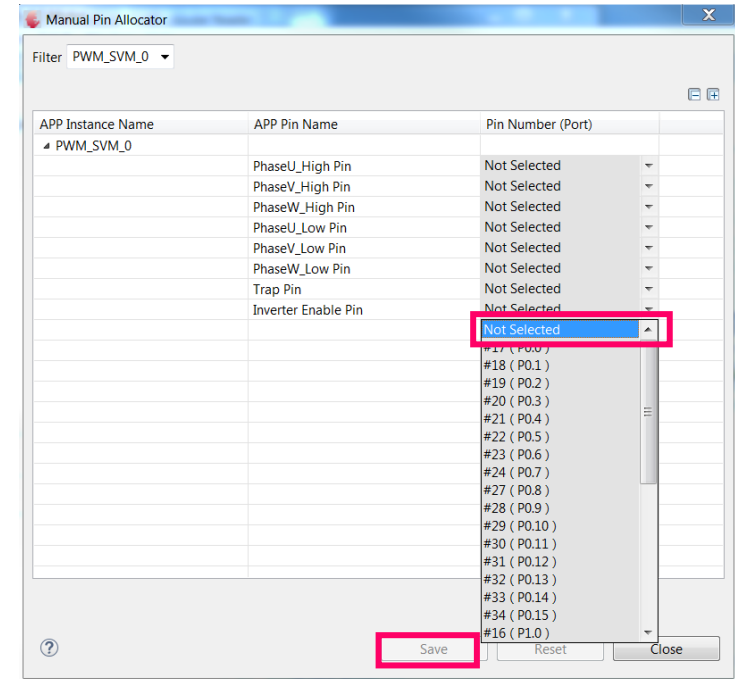 Manual Pin Allocator
X
Filter PWM_SVM_0
APP Instance Name APP Pin Name Pin Number (Port)
PWM_SVM_0
PhaseU_High Pin Not Selected
PhaseV_High Pin Not Selected
PhaseW_High Pin Not Selected
PhaseU_Low Pin Not Selected
PhaseV_Low Pin Not Selected
PhaseW_Low Pin Not Selected
Trap Pin Not Selected
Inverter Enable Pin Not Selected
Not Selected
#17 ( P0.0 )
#18 ( P0.1 )
#19 ( P0.2 )
#20 ( P0.3 )
#21 ( P0.4 )
#22 ( P0.5 )
#23 ( P0.6 )
#24 ( P0.7 )
#27 ( P0.8 )
#28 ( P0.9 )
#29 ( P0.10 )
#30 ( P0.11 )
#31 ( P0.12 )
#32 ( P0.13 )
#33 ( P0.14 )
#34 ( P0.15 )
#16 ( P1.0 )
? Save Reset Close